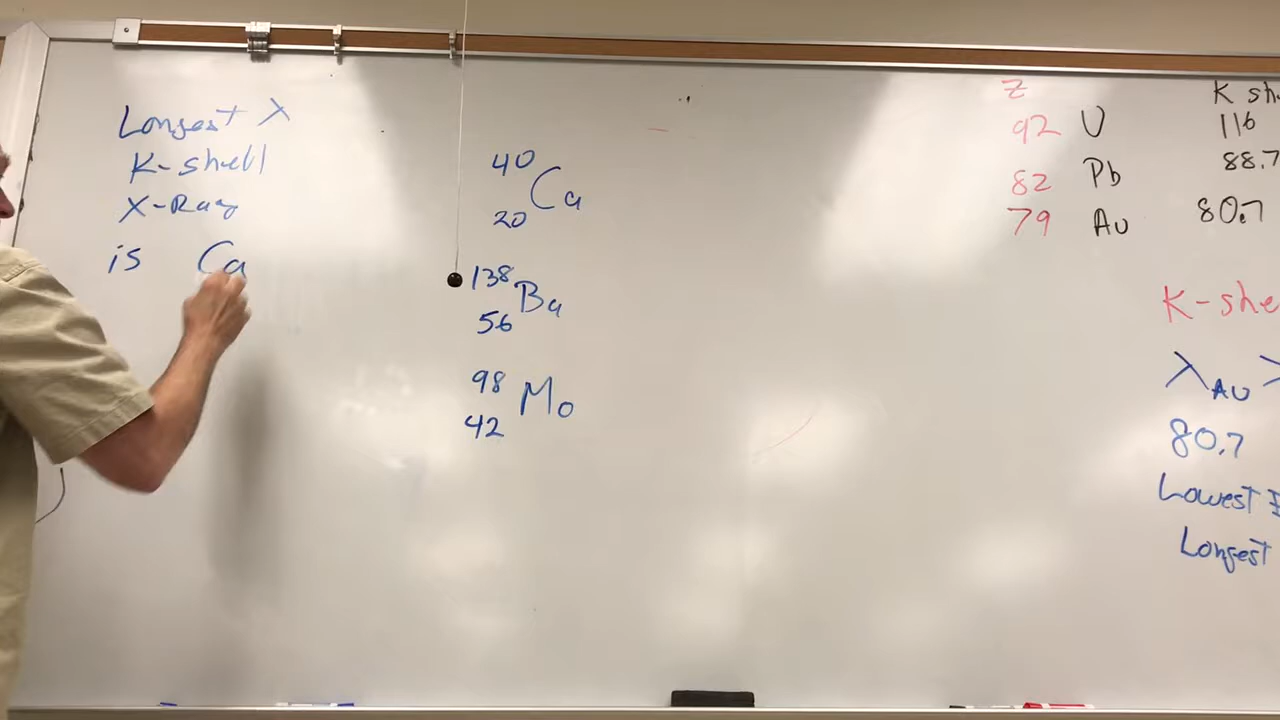 Longest λ
K-shell
X-Ray
is Ca
40
Ca
20
138
Ba
56
98
Mo
42
Z K sh
92 U 116
82 Pb 88.7
79 Au 80.7
K-she
λAu >
80.7
Lowest E
Longest